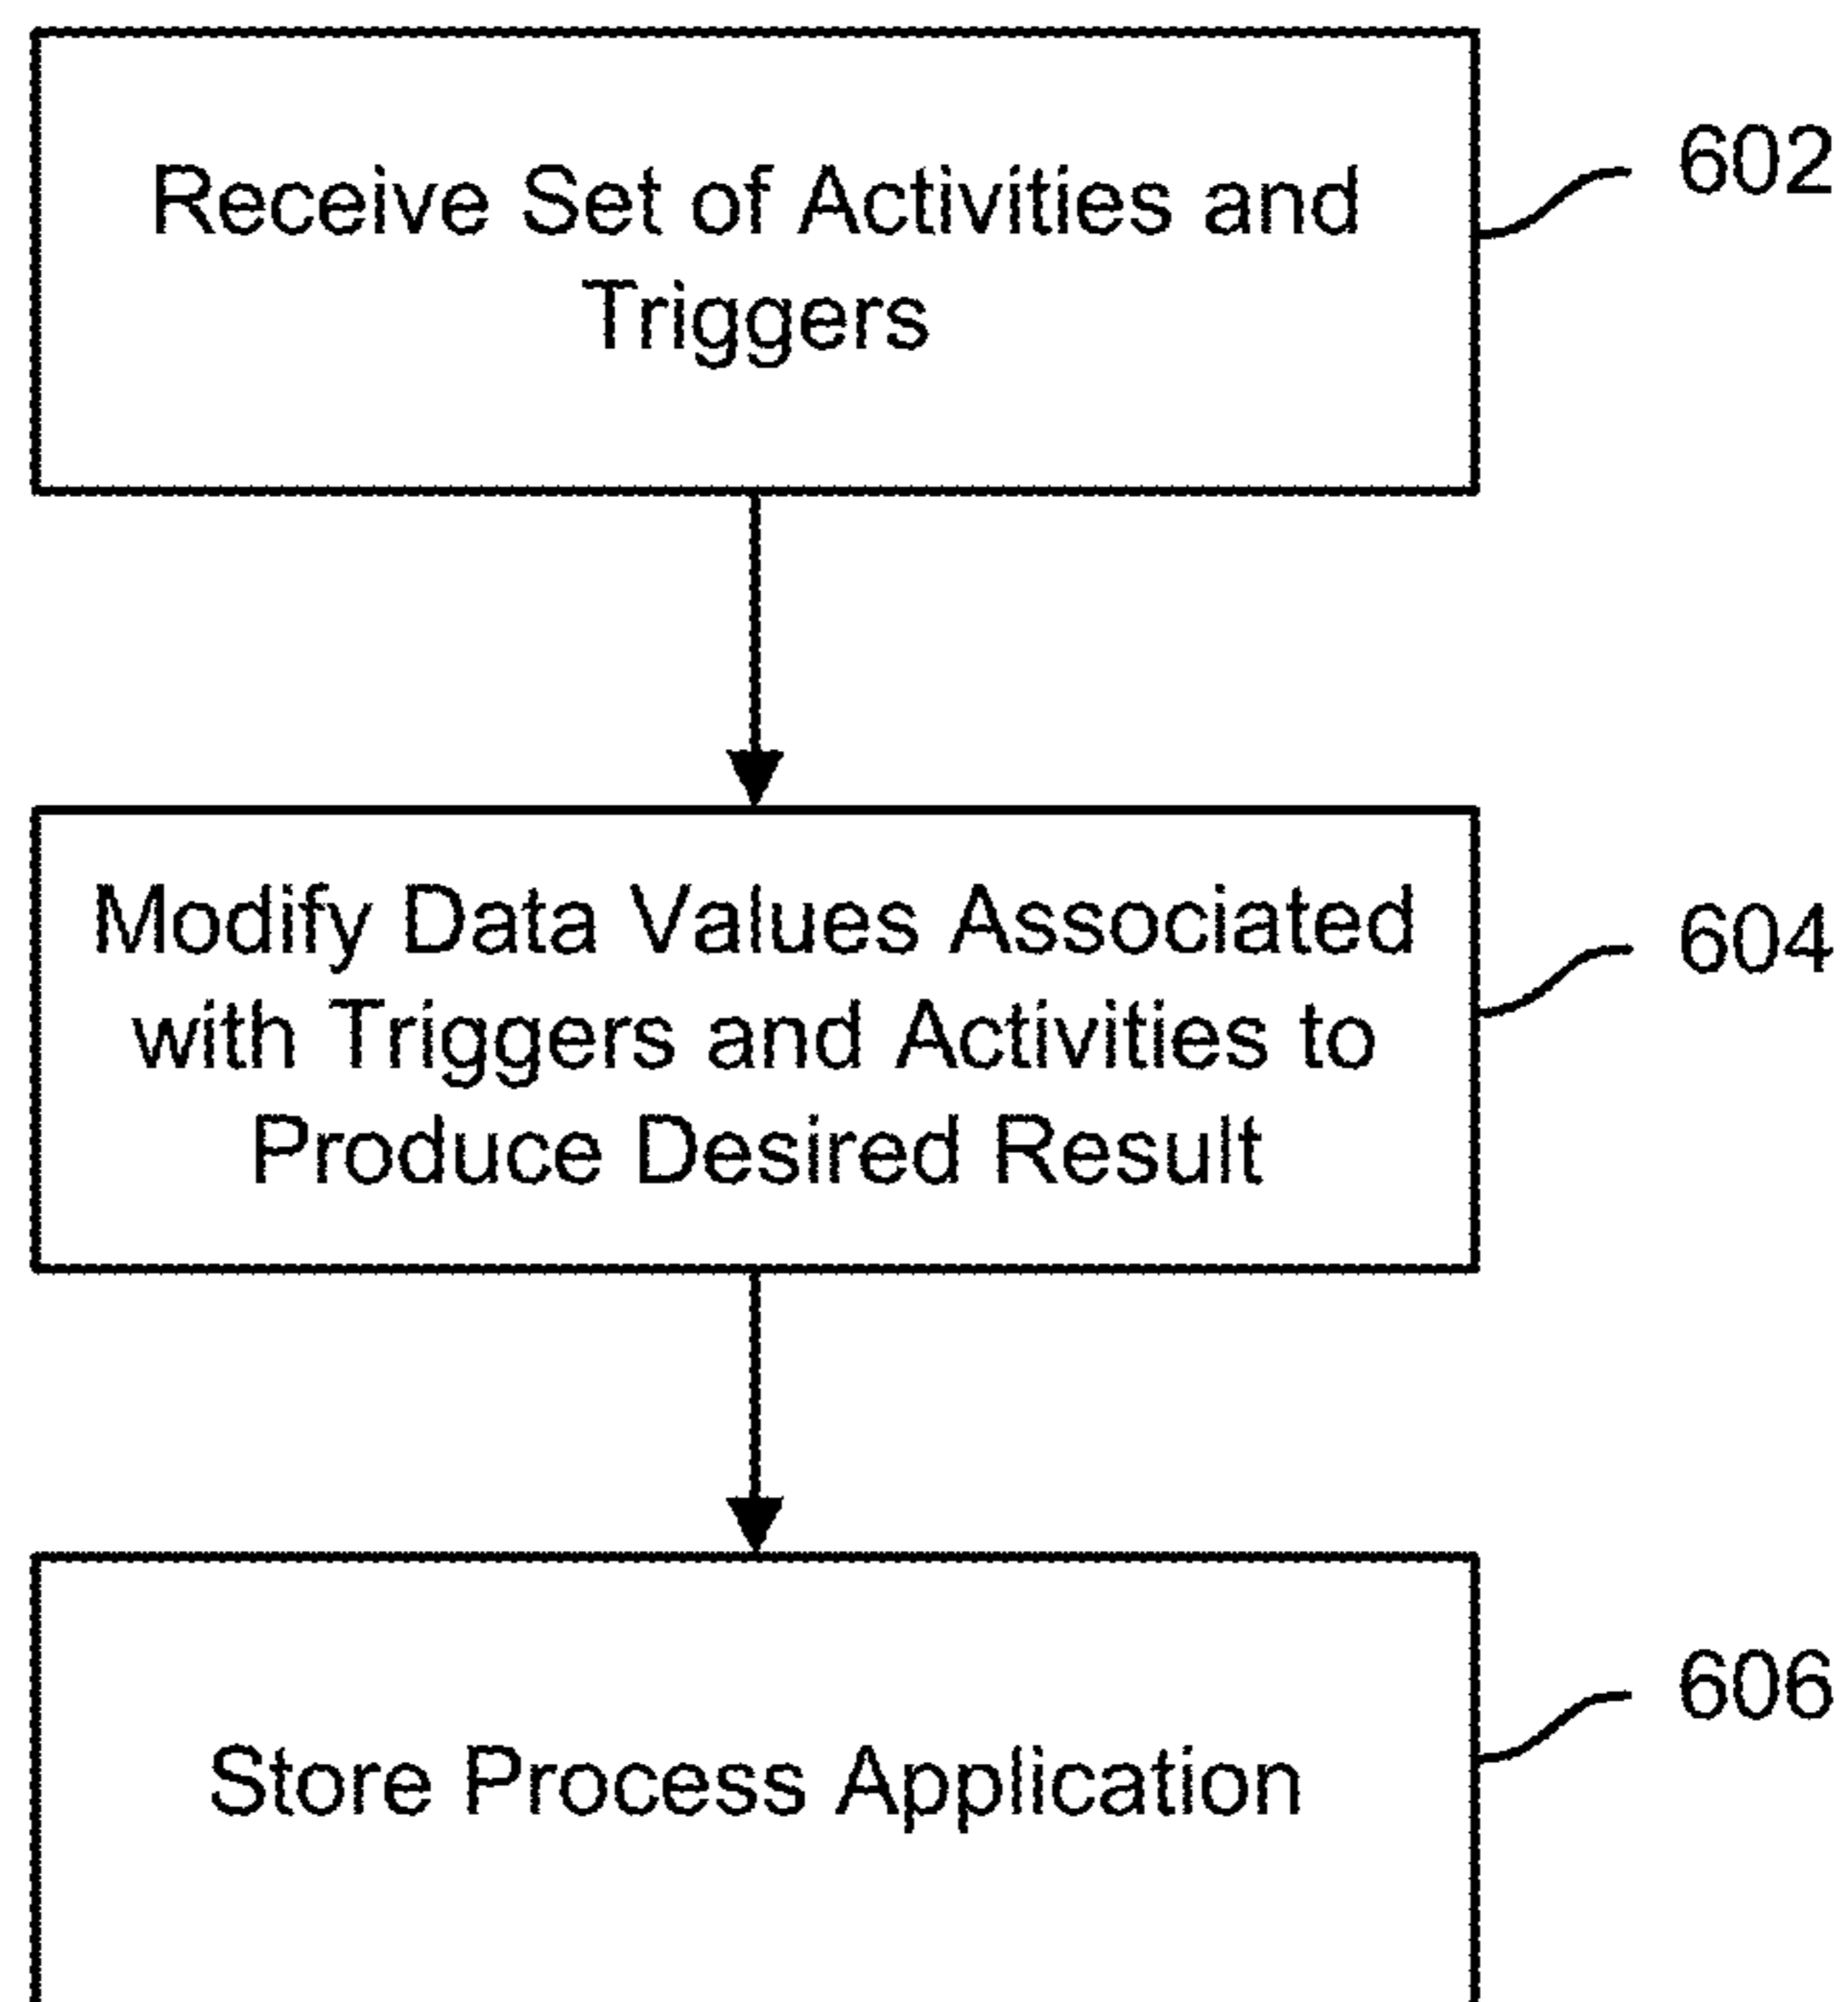 Receive Set of Activities and
Triggers
602
Modify Data Values Associated
with Triggers and Activities to
Produce Desired Result
604
Store Process Application
606